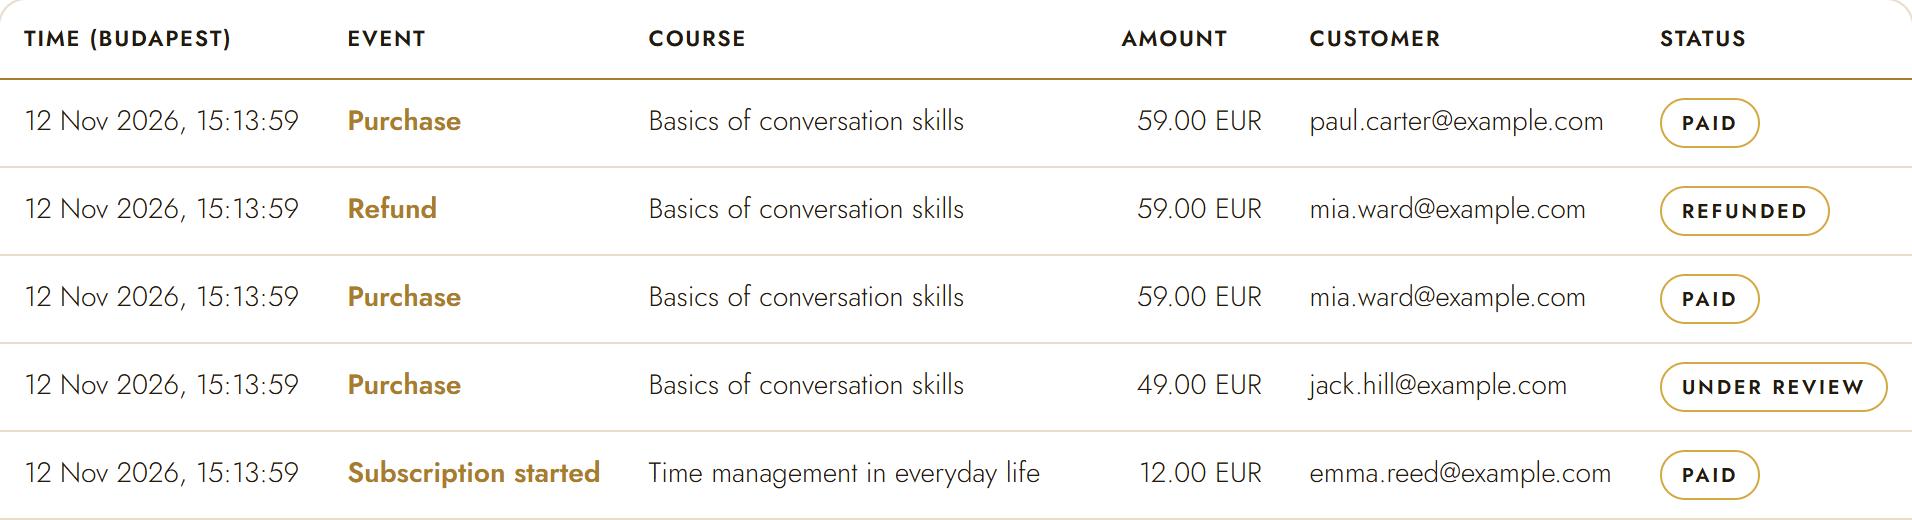 TIME (BUDAPEST) EVENT COURSE AMOUNT CUSTOMER STATUS
12 Nov 2026, 15:13:59 Purchase Basics of conversation skills 59.00 EUR paul.carter@example.com PAID
12 Nov 2026, 15:13:59 Refund Basics of conversation skills 59.00 EUR mia.ward@example.com REFUNDED
12 Nov 2026, 15:13:59 Purchase Basics of conversation skills 59.00 EUR mia.ward@example.com PAID
12 Nov 2026, 15:13:59 Purchase Basics of conversation skills 49.00 EUR jack.hill@example.com UNDER REVIEW
12 Nov 2026, 15:13:59 Subscription started Time management in everyday life 12.00 EUR emma.reed@example.com PAID